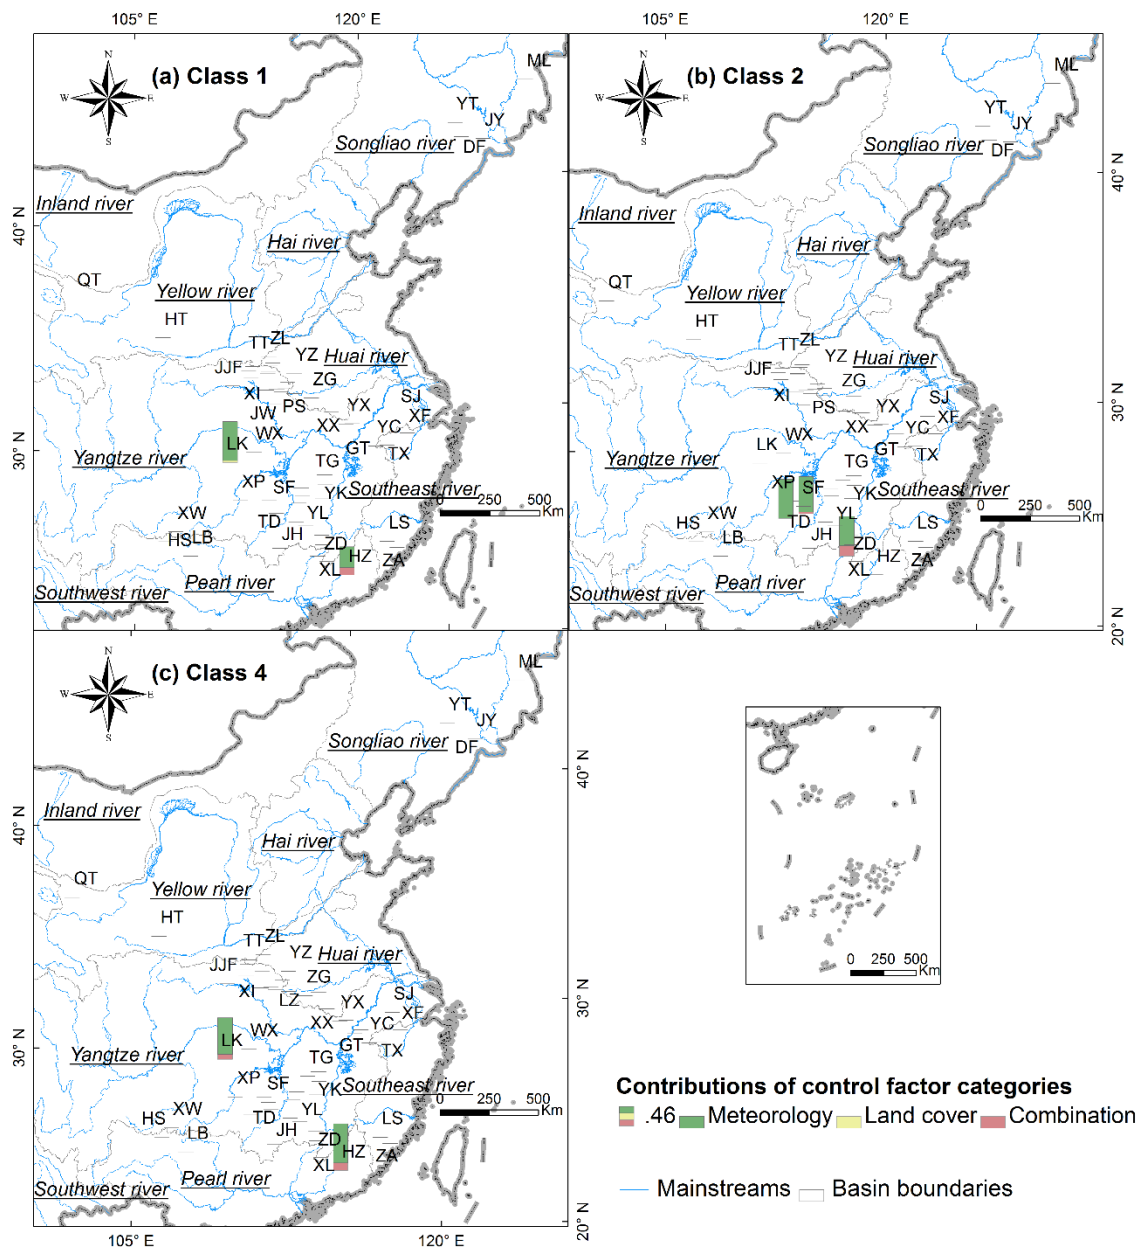 105° E
120° E
105° E
120° E
N
W
E
S
(a) Class 1
ML
YT
JY
DF
Songliao river
Inland river
Hai river
40° N
QT
Yellow river
HT
TT
ZL
YZ
Huai river
JJF
ZG
XI
SJ
JW
PS
YX
XF
WX
XX
YC
LK
GT
TX
30° N
Yangtze river
TG
XP
SF
YK
Southeast river
0 250 500
Km
XW
TD
YL
LS
HS
LB
JH
ZD
HZ
ZA
XL
Pearl river
Southwest river
N
W
E
S
(b) Class 2
ML
YT
JY
DF
Songliao river
40° N
Inland river
Hai river
QT
Yellow river
HT
TT
ZL
YZ
Huai river
JJF
ZG
XI
SJ
PS
YX
XF
30° N
WX
XX
YC
LK
GT
TX
Yangtze river
TG
XP
SF
YK
Southeast river
0 250 500
Km
XW
TD
YL
LS
HS
LB
JH
ZD
HZ
ZA
XL
Pearl river
Southwest river
20° N
N
W
E
S
(c) Class 4
ML
YT
JY
DF
Songliao river
40° N
Inland river
Hai river
40° N
QT
Yellow river
HT
TT
ZL
YZ
Huai river
JJF
ZG
XI
LZ
YX
SJ
XF
30° N
WX
XX
YC
LK
GT
TX
30° N
Yangtze river
TG
XP
SF
YK
Southeast river
0 250 500
Km
XW
HS
TD
YL
LS
LB
JH
ZD
HZ
ZA
XL
Pearl river
Southwest river
20° N
105° E
120° E
0 250 500
Km
Contributions of control factor categories
.46 Meteorology Land cover Combination
Mainstreams Basin boundaries